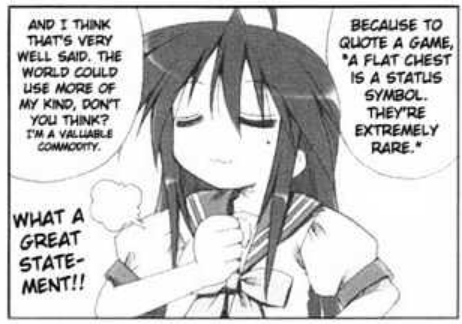 BECAUSE TO
QUOTE A GAME,
"A FLAT CHEST
IS A STATUS
SYMBOL.
THEY'RE
EXTREMELY
RARE."
AND I THINK
THAT'S VERY
WELL SAID. THE
WORLD COULD
USE MORE OF
MY KIND, DON'T
YOU THINK?
I'M A VALUABLE
COMMODITY.
WHAT A
GREAT
STATE-
MENT!!